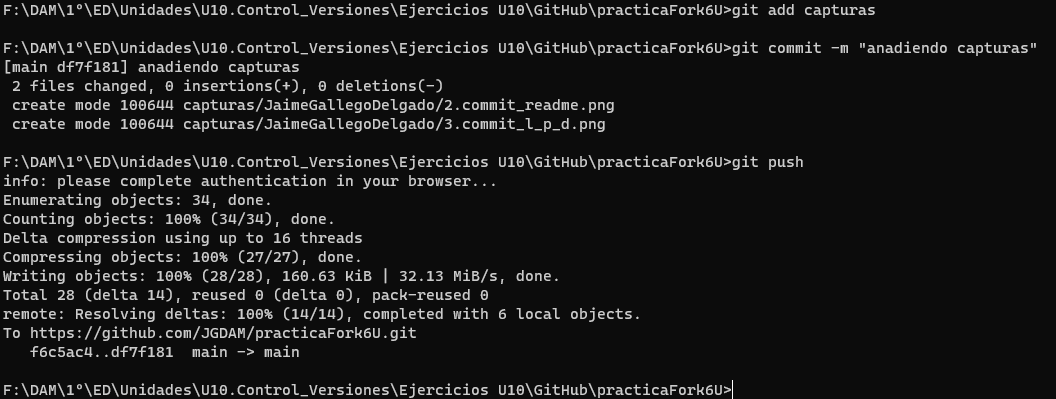 F:\DAM\1º\ED\Unidades\U10.Control_Versiones\Ejercicios U10\GitHub\practicaFork6U>git add capturas
F:\DAM\1º\ED\Unidades\U10.Control_Versiones\Ejercicios U10\GitHub\practicaFork6U>git commit -m "anadiendo capturas"
[main df7f181] anadiendo capturas
 2 files changed, 0 insertions(+), 0 deletions(-)
 create mode 100644 capturas/JaimeGallegoDelgado/2.commit_readme.png
 create mode 100644 capturas/JaimeGallegoDelgado/3.commit_l_p_d.png
F:\DAM\1º\ED\Unidades\U10.Control_Versiones\Ejercicios U10\GitHub\practicaFork6U>git push
info: please complete authentication in your browser...
Enumerating objects: 34, done.
Counting objects: 100% (34/34), done.
Delta compression using up to 16 threads
Compressing objects: 100% (27/27), done.
Writing objects: 100% (28/28), 160.63 KiB | 32.13 MiB/s, done.
Total 28 (delta 14), reused 0 (delta 0), pack-reused 0
remote: Resolving deltas: 100% (14/14), completed with 6 local objects.
To https://github.com/JGDAM/practicaFork6U.git
   f6c5ac4..df7f181  main -> main
F:\DAM\1º\ED\Unidades\U10.Control_Versiones\Ejercicios U10\GitHub\practicaFork6U>